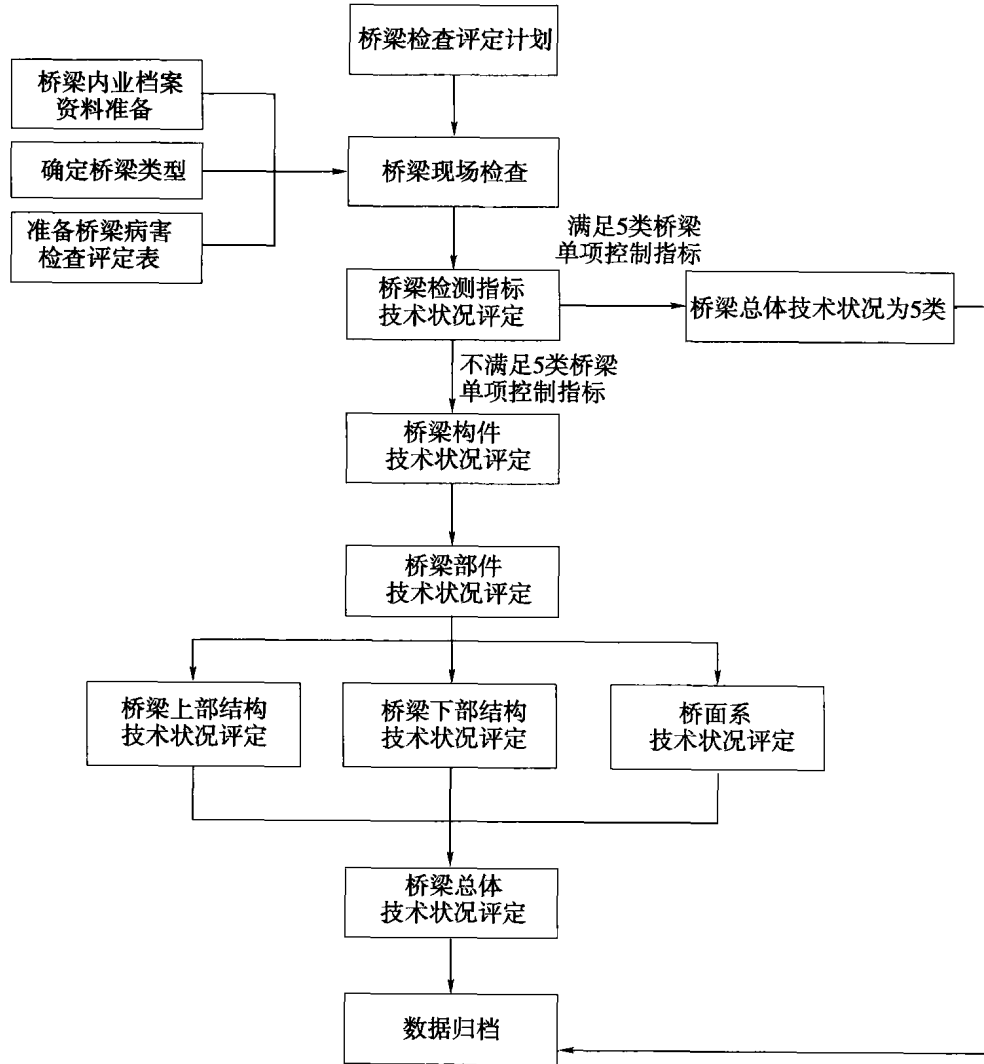 桥梁检查评定计划
桥梁内业档案
资料准备
确定桥梁类型
准备桥梁病害
检查评定表
桥梁现场检查
满足5类桥梁
单项控制指标
桥梁检测指标
技术状况评定
桥梁总体技术状况为5类
不满足5类桥梁
单项控制指标
桥梁构件
技术状况评定
桥梁部件
技术状况评定
桥梁上部结构
技术状况评定
桥梁下部结构
技术状况评定
桥面系
技术状况评定
桥梁总体
技术状况评定
数据归档